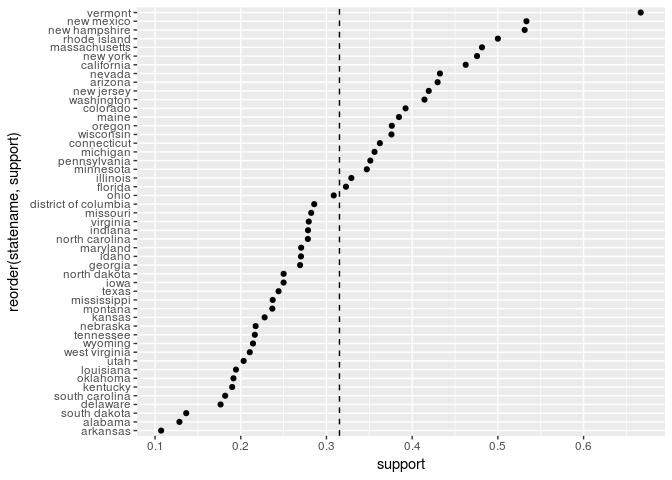 vermont
new mexico
new hampshire
rhode island
massachusetts
new york
california
nevada
arizona
new jersey
washington
colorado
maine
oregon
wisconsin
connecticut
michigan
pennsylvania
minnesota
illinois
florida
ohio
district of columbia
missouri
virginia
indiana
north carolina
maryland
idaho
georgia
north dakota
iowa
texas
mississippi
montana
kansas
nebraska
tennessee
wyoming
west virginia
utah
louisiana
oklahoma
kentucky
south carolina
delaware
south dakota
alabama
arkansas
reorder(statename, support)
0.1 0.2 0.3 0.4 0.5 0.6
support